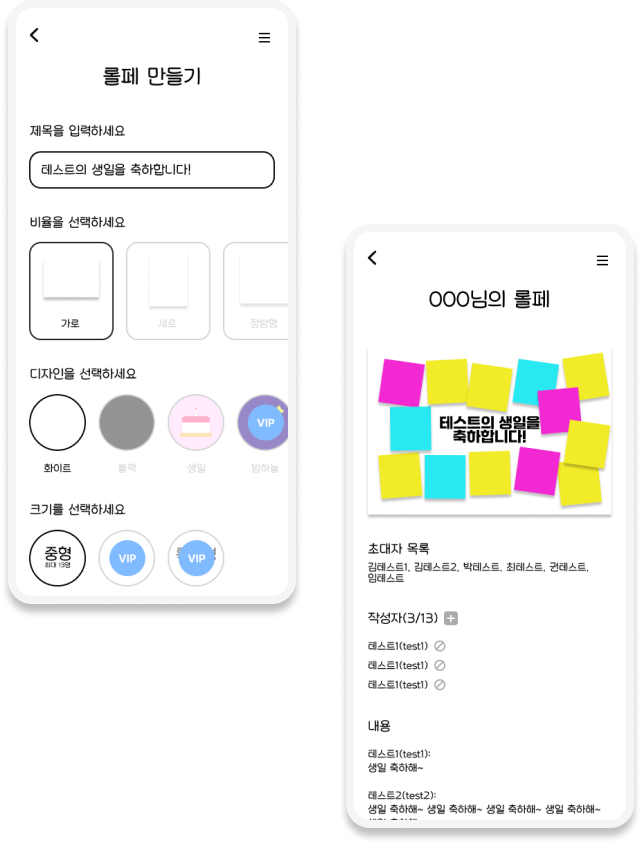 롤페 만들기
제목을 입력하세요
테스트의 생일을 축하합니다!
비율을 선택하세요
가로
세로
정방형
디자인을 선택하세요
VIP
화이트
블랙
생일
밤하늘
크기를 선택하세요
중형
최대 13명
VIP
VIP
OOO님의 롤페
테스트의 생일을
축하합니다!
초대자 목록
김테스트1, 김테스트2, 박테스트, 최테스트, 권테스트,
임테스트
작성자(3/13)
테스트1(test1)
테스트1(test1)
테스트1(test1)
내용
테스트1(test1):
생일 축하해~
테스트2(test2):
생일 축하해~ 생일 축하해~ 생일 축하해~ 생일 축하해~